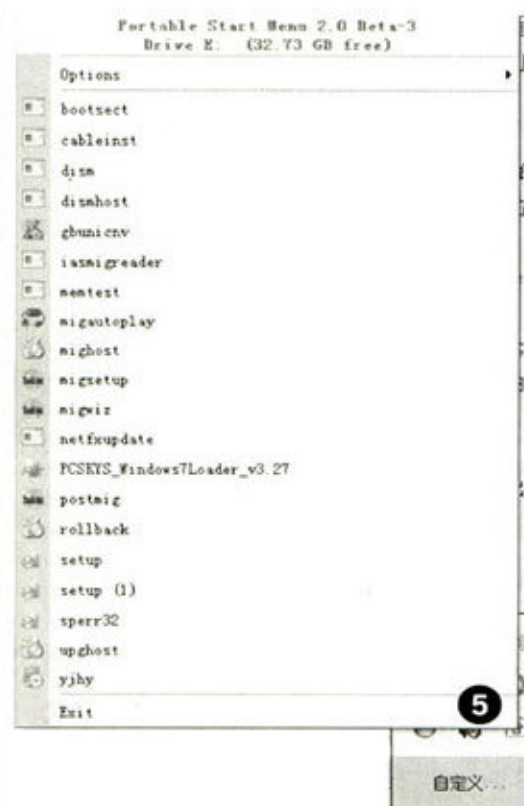 Portable Start Menu 2.0 Beta-3
Drive E: (32.73 GB free)
Options
bootsect
cableinst
dism
dismhost
gbunicnv
iasmigreader
memtest
migautoplay
mighost
migsetup
migwiz
netfxupdate
PCSKYS_Windows7Loader_v3.27
postmig
rollback
setup
setup (1)
sperr32
upghost
yjhy
Exit
5
自定义...